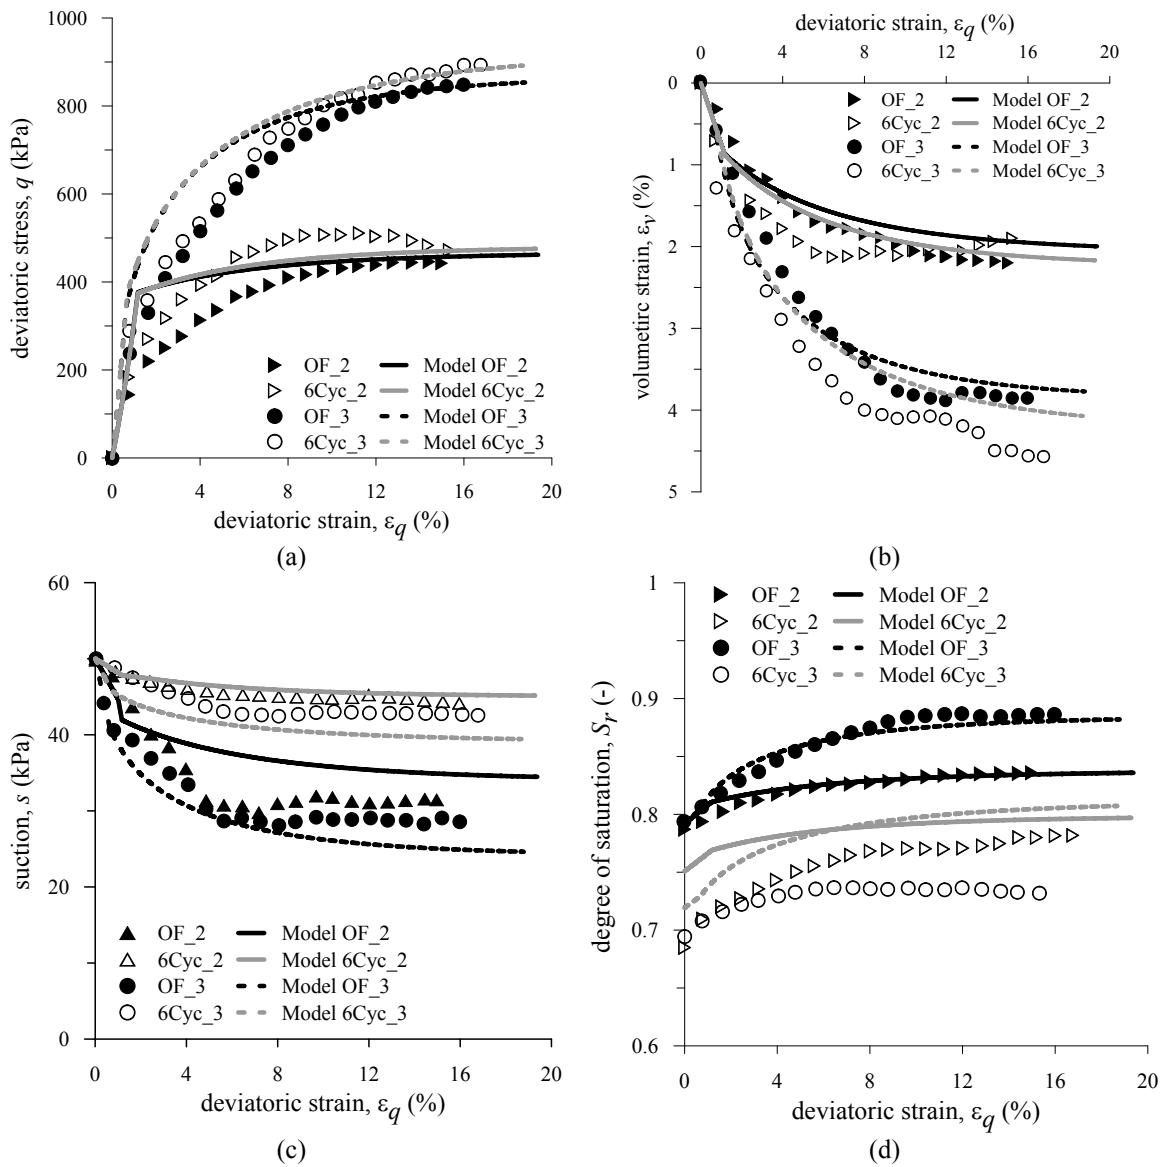 1000
800
600
400
200
0
deviatoric stress, q (kPa)
OF_2 Model OF_2
6Cyc_2 Model 6Cyc_2
OF_3 Model OF_3
6Cyc_3 Model 6Cyc_3
0 4 8 12 16 20
deviatoric strain, εq (%)
(a)
deviatoric strain, εq (%)
0 4 8 12 16 20
0
1
2
3
4
5
volumetirc strain, εv (%)
OF_2 Model OF_2
6Cyc_2 Model 6Cyc_2
OF_3 Model OF_3
6Cyc_3 Model 6Cyc_3
(b)
60
40
20
0
suction, s (kPa)
OF_2 Model OF_2
6Cyc_2 Model 6Cyc_2
OF_3 Model OF_3
6Cyc_3 Model 6Cyc_3
0 4 8 12 16 20
deviatoric strain, εq (%)
(c)
1
0.9
0.8
0.7
0.6
degree of saturation, Sr (-)
OF_2 Model OF_2
6Cyc_2 Model 6Cyc_2
OF_3 Model OF_3
6Cyc_3 Model 6Cyc_3
0 4 8 12 16 20
deviatoric strain, εq (%)
(d)